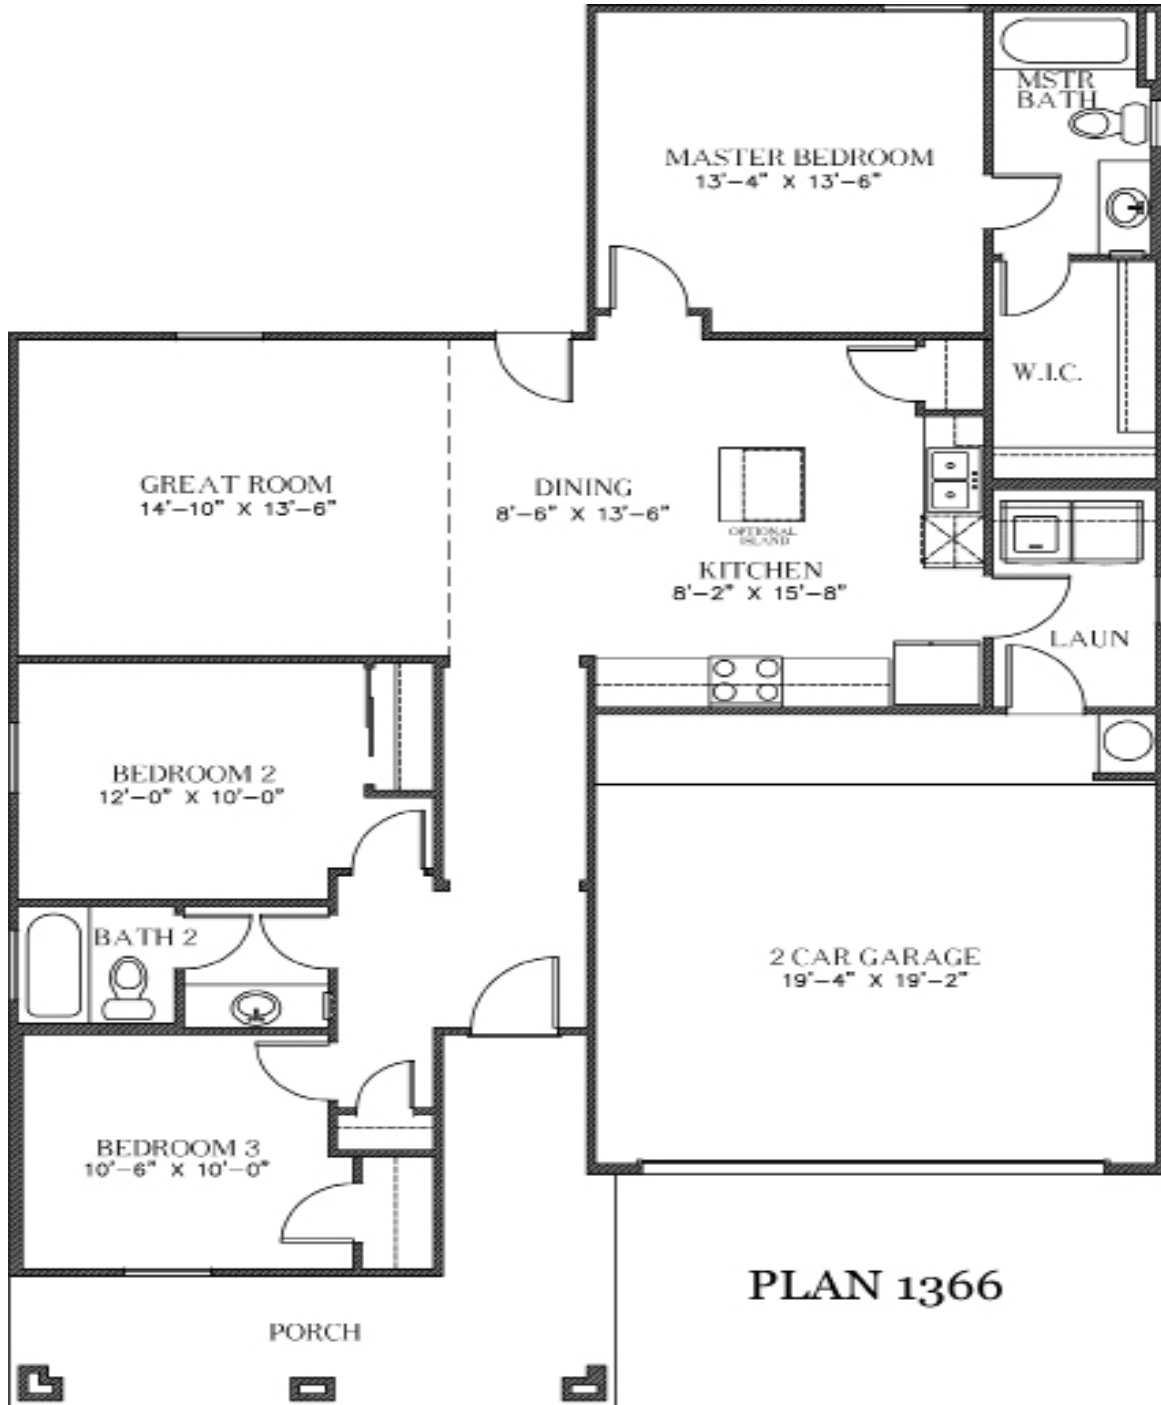 MSTR
BATH
MASTER BEDROOM
13'-4" X 13'-6"
W.I.C.
GREAT ROOM
14'-10" X 13'-6"
DINING
8'-6" X 13'-6"
OPTIONAL
ISLAND
KITCHEN
8'-2" X 15'-8"
LAUN
BEDROOM 2
12'-0" X 10'-0"
BATH 2
2 CAR GARAGE
19'-4" X 19'-2"
BEDROOM 3
10'-6" X 10'-0"
PLAN 1366
PORCH